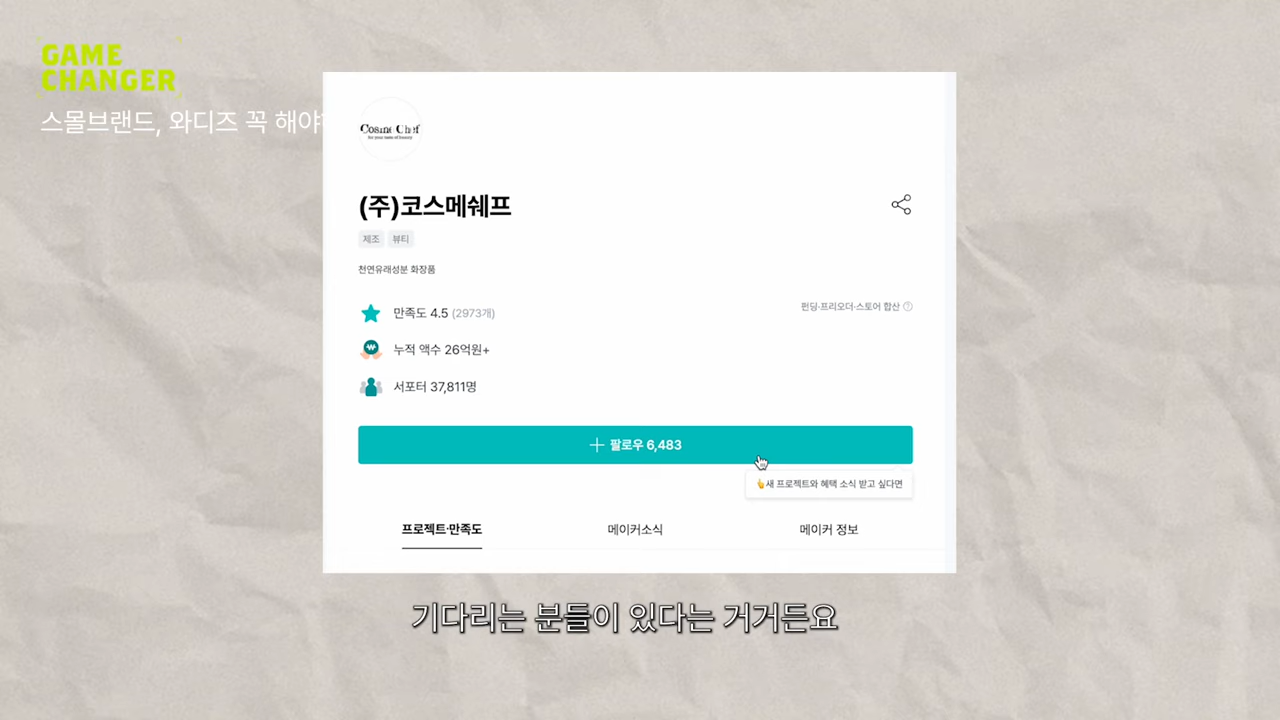 GAME
CHANGER
스몰브랜드, 와디즈 꼭 해야
Cosme Chef
for your taste of beauty
(주)코스메쉐프
제조 뷰티
천연유래성분 화장품
만족도 4.5 (2973개)
펀딩·프리오더·스토어 합산 ?
누적 액수 26억원+
서포터 37,811명
+ 팔로우 6,483
👆새 프로젝트와 혜택 소식 받고 싶다면
프로젝트·만족도 메이커소식 메이커 정보
기다리는 분들이 있다는 거거든요